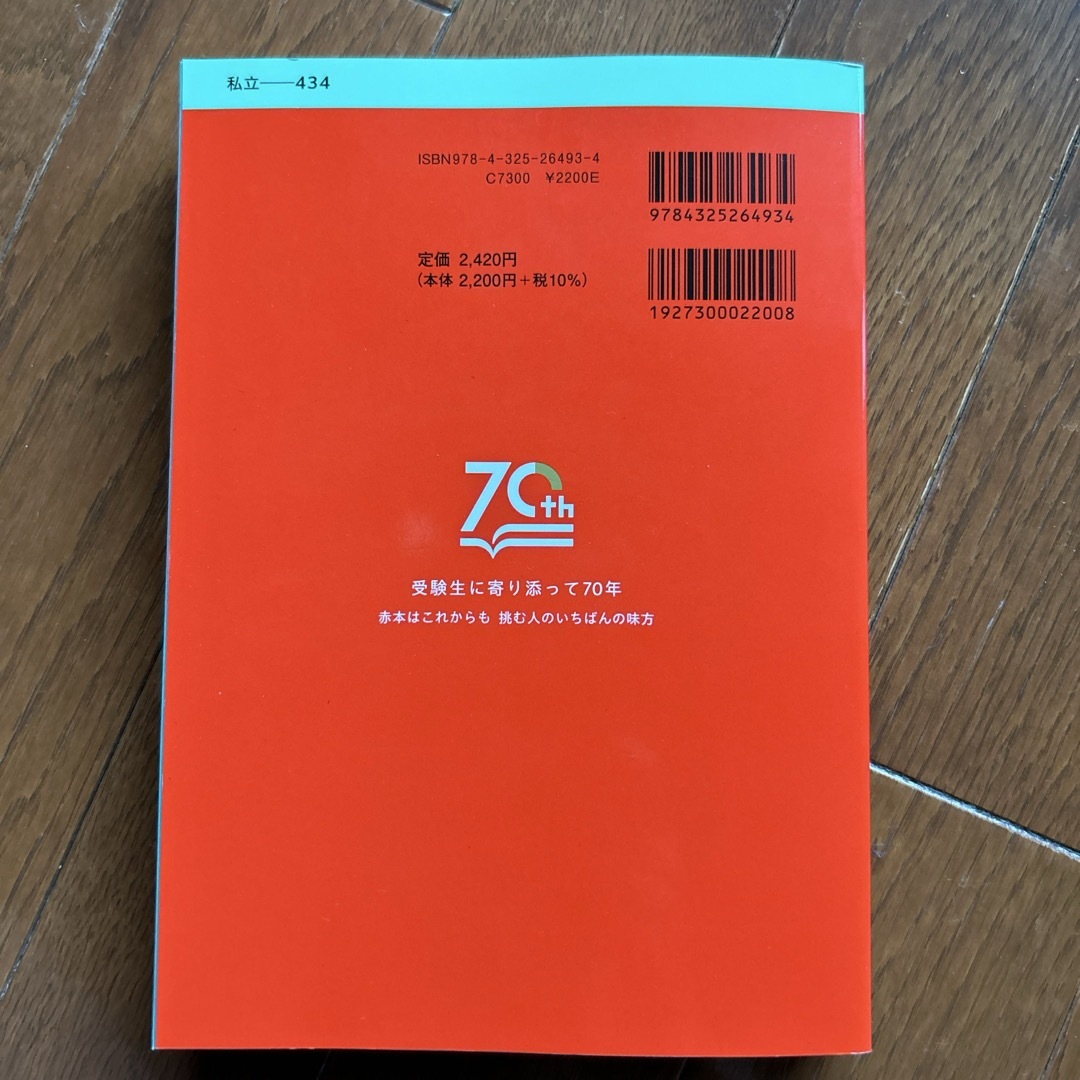 私立――434
ISBN978-4-325-26493-4
C7300 ¥2200E
9784325264934
定価 2,420円
(本体 2,200円+税10%)
1927300022008
70th
受験生に寄り添って70年
赤本はこれからも 挑む人のいちばんの味方